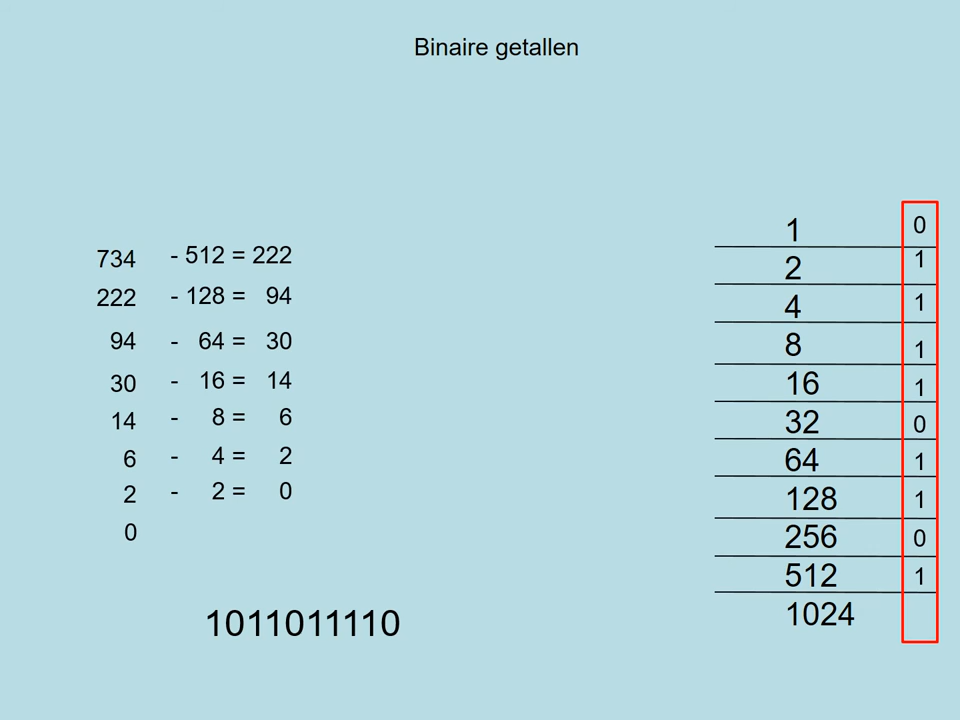 Binaire getallen
734 - 512 = 222
222 - 128 = 94
94 - 64 = 30
30 - 16 = 14
14 - 8 = 6
6 - 4 = 2
2 - 2 = 0
0
1011011110
1 0
2 1
4 1
8 1
16 1
32 0
64 1
128 1
256 0
512 1
1024